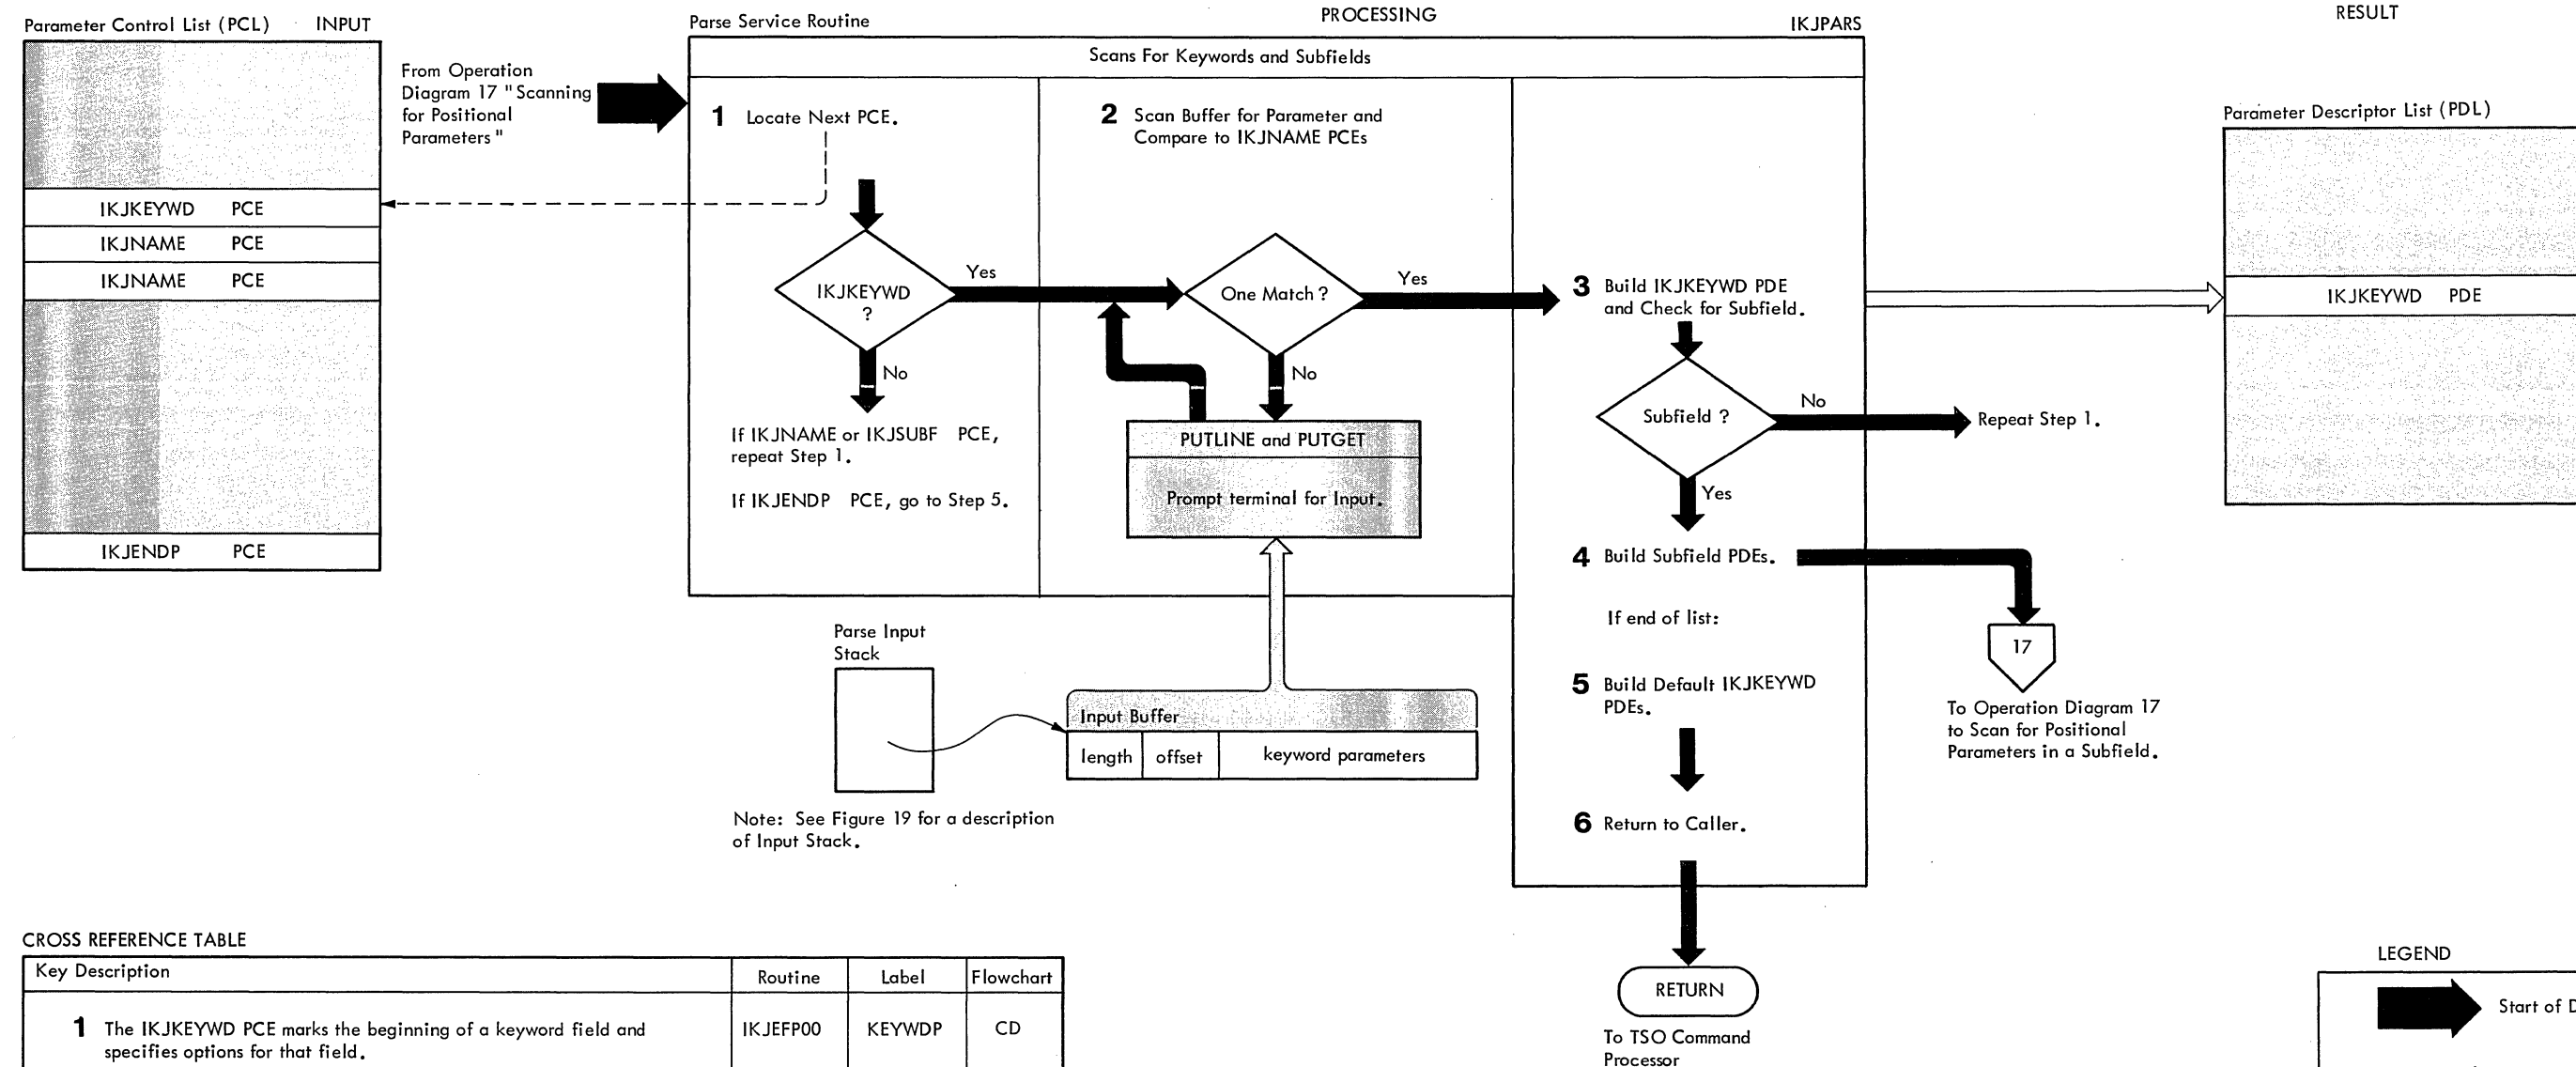 Parameter Control List (PCL) INPUT
IKJKEYWD PCE
IKJNAME PCE
IKJNAME PCE
IKJENDP PCE
From Operation
Diagram 17 "Scanning
for Positional
Parameters"
PROCESSING
Parse Service Routine
IKJPARS
Scans For Keywords and Subfields
1 Locate Next PCE.
IKJKEYWD
?
Yes
No
If IKJNAME or IKJSUBF PCE,
repeat Step 1.
If IKJENDP PCE, go to Step 5.
2 Scan Buffer for Parameter and
Compare to IKJNAME PCEs
One Match ?
Yes
No
PUTLINE and PUTGET
Prompt terminal for Input.
3 Build IKJKEYWD PDE
and Check for Subfield.
Subfield ?
No
Repeat Step 1.
Yes
4 Build Subfield PDEs.
If end of list:
5 Build Default IKJKEYWD
PDEs.
6 Return to Caller.
RETURN
To TSO Command
Processor
17
To Operation Diagram 17
to Scan for Positional
Parameters in a Subfield.
Parse Input
Stack
Input Buffer
length offset keyword parameters
Note: See Figure 19 for a description
of Input Stack.
RESULT
Parameter Descriptor List (PDL)
IKJKEYWD PDE
CROSS REFERENCE TABLE
Key Description Routine Label Flowchart
1 The IKJKEYWD PCE marks the beginning of a keyword field and IKJEFP00 KEYWDP CD
specifies options for that field.
LEGEND
Start of D